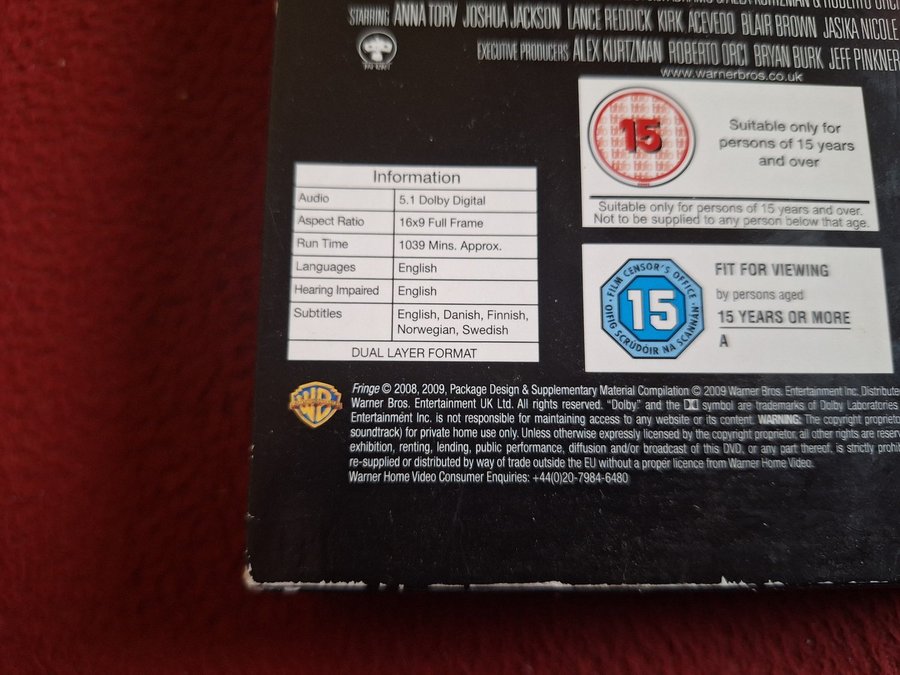 & ROBERTO ORCI
STARRING ANNA TORV JOSHUA JACKSON LANCE REDDICK KIRK ACEVEDO BLAIR BROWN JASIKA NICOLE
BAD ROBOT
EXECUTIVE PRODUCERS ALEX KURTZMAN ROBERTO ORCI BRYAN BURK JEFF PINKNER
www.warnerbros.co.uk
15
Suitable only for
persons of 15 years
and over
Suitable only for persons of 15 years and over.
Not to be supplied to any person below that age.
Information
Audio 5.1 Dolby Digital
Aspect Ratio 16x9 Full Frame
Run Time 1039 Mins. Approx.
Languages English
Hearing Impaired English
Subtitles English, Danish, Finnish,
Norwegian, Swedish
DUAL LAYER FORMAT
FILM CENSOR'S OFFICE
15
OIFIG SCRÚDÓIR NA SCANNÁN
FIT FOR VIEWING
by persons aged
15 YEARS OR MORE
A
WB
Fringe © 2008, 2009, Package Design & Supplementary Material Compilation © 2009 Warner Bros. Entertainment Inc. Distribute
Warner Bros. Entertainment UK Ltd. All rights reserved. "Dolby" and the symbol are trademarks of Dolby Laboratories
Entertainment Inc. is not responsible for maintaining access to any website or its content. WARNING: The copyright proprieto
soundtrack) for private home use only. Unless otherwise expressly licensed by the copyright proprietor, all other rights are reser
exhibition, renting, lending, public performance, diffusion and/or broadcast of this DVD, or any part thereof, is strictly prohi
re-supplied or distributed by way of trade outside the EU without a proper licence from Warner Home Video.
Warner Home Video Consumer Enquiries: +44(0)20-7984-6480